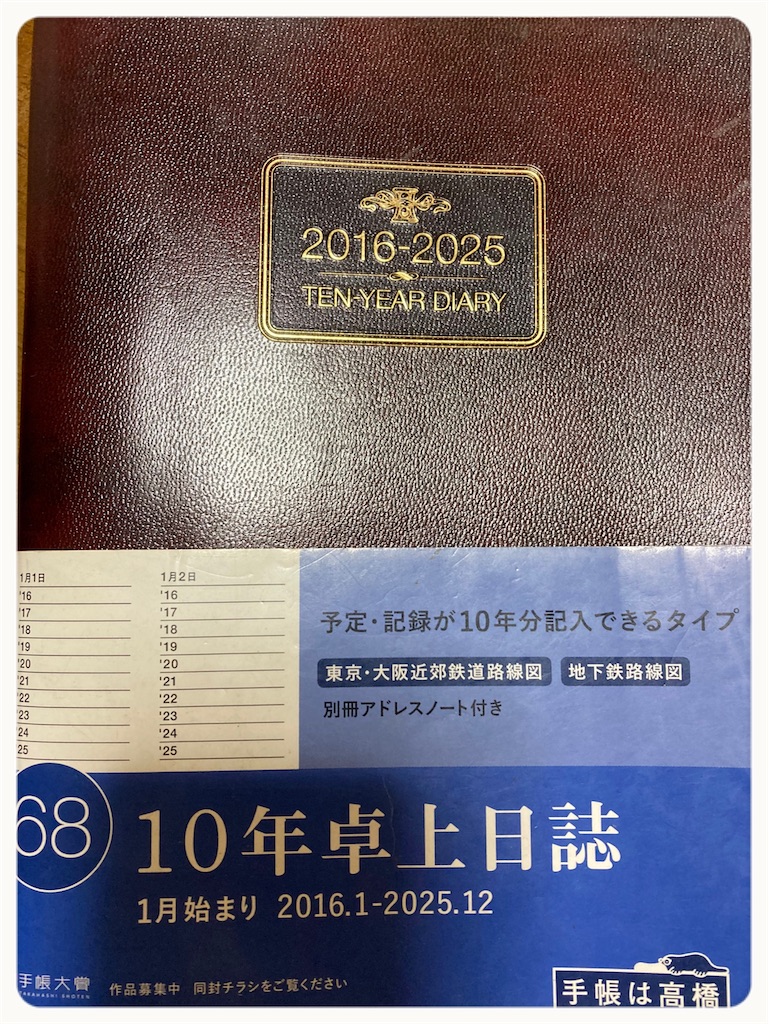 2016-2025
TEN-YEAR DIARY
1月1日
'16
'17
'18
'19
'20
'21
'22
'23
'24
'25
1月2日
'16
'17
'18
'19
'20
'21
'22
'23
'24
'25
予定・記録が10年分記入できるタイプ
東京・大阪近郊鉄道路線図 地下鉄路線図
別冊アドレスノート付き
68
10年卓上日誌
1月始まり 2016.1-2025.12
手帳大賞
TAKAHASHI SHOTEN
作品募集中 同封チラシをご覧ください
手帳は高橋